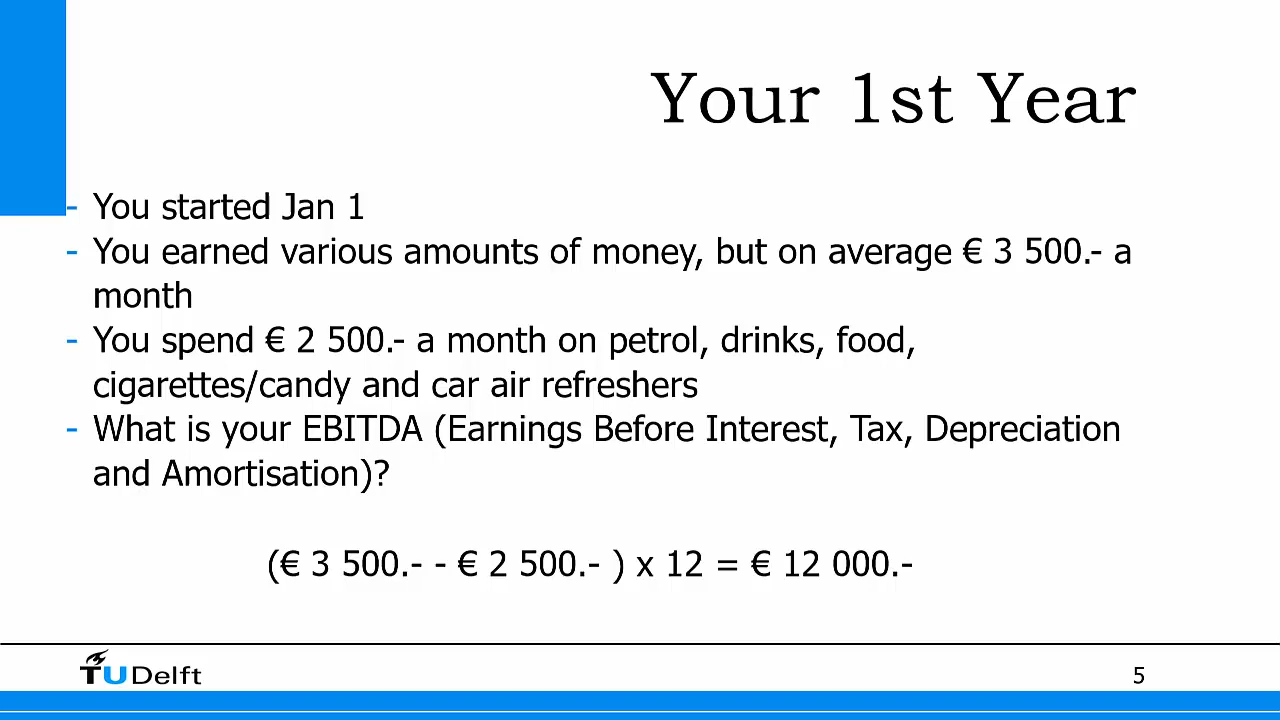 Your 1st Year
- You started Jan 1
- You earned various amounts of money, but on average € 3 500.- a
month
- You spend € 2 500.- a month on petrol, drinks, food,
cigarettes/candy and car air refreshers
- What is your EBITDA (Earnings Before Interest, Tax, Depreciation
and Amortisation)?
(€ 3 500.- - € 2 500.- ) x 12 = € 12 000.-
TU Delft
5